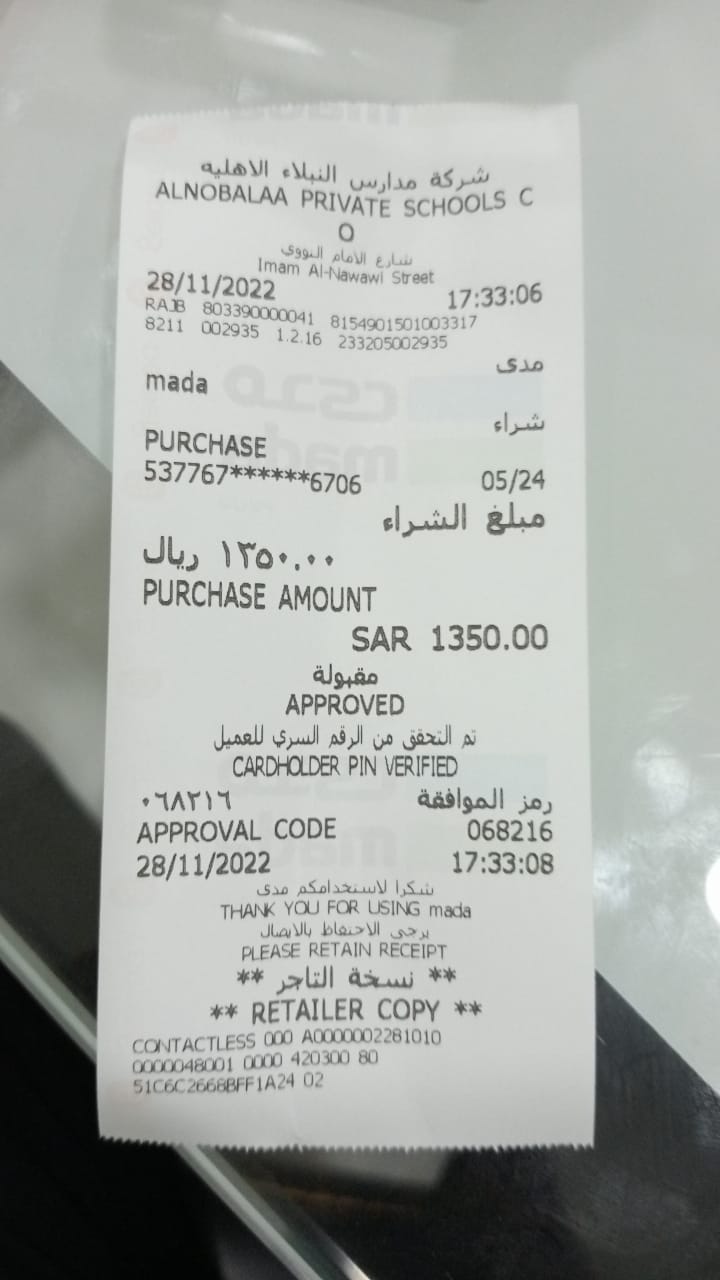 شركة مدارس النبلاء الاهليه
ALNOBALAA PRIVATE SCHOOLS C
O
شارع الامام النووي
Imam Al-Nawawi Street
28/11/2022 17:33:06
RAJB 803390000041 8154901501003317
8211 002935 1.2.16 233205002935
مدى
mada
شراء
PURCHASE
537767******6706 05/24
مبلغ الشراء
١٣٥٠.٠٠ ريال
PURCHASE AMOUNT
SAR 1350.00
مقبولة
APPROVED
تم التحقق من الرقم السري للعميل
CARDHOLDER PIN VERIFIED
رمز الموافقة ٠٦٨٢١٦
APPROVAL CODE 068216
28/11/2022 17:33:08
شكرا لاستخدامكم مدى
THANK YOU FOR USING mada
يرجى الاحتفاظ بالايصال
PLEASE RETAIN RECEIPT
** نسخة التاجر **
** RETAILER COPY **
CONTACTLESS 000 A0000002281010
0000048001 0000 420300 80
51C6C2668BFF1A24 02